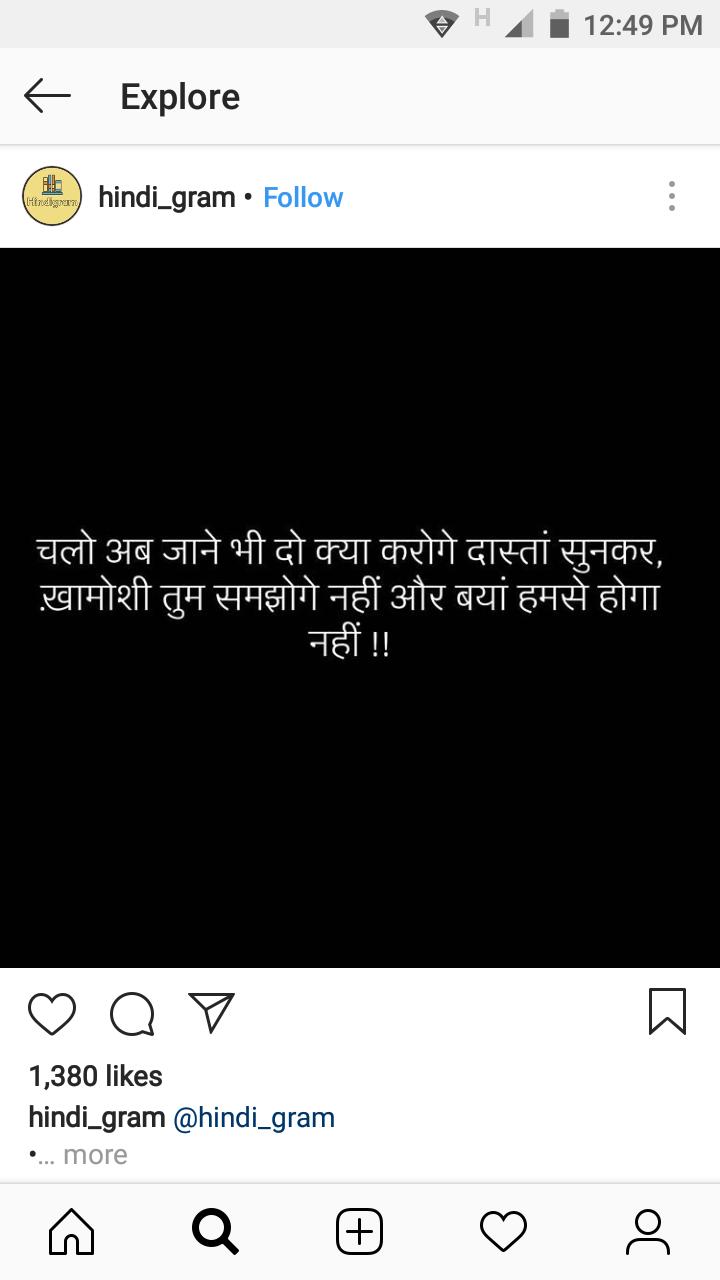 H 12:49 PM
Explore
Hindigram
hindi_gram • Follow
चलो अब जाने भी दो क्या करोगे दास्तां सुनकर,
ख़ामोशी तुम समझोगे नहीं और बयां हमसे होगा
नहीं !!
1,380 likes
hindi_gram @hindi_gram
•... more